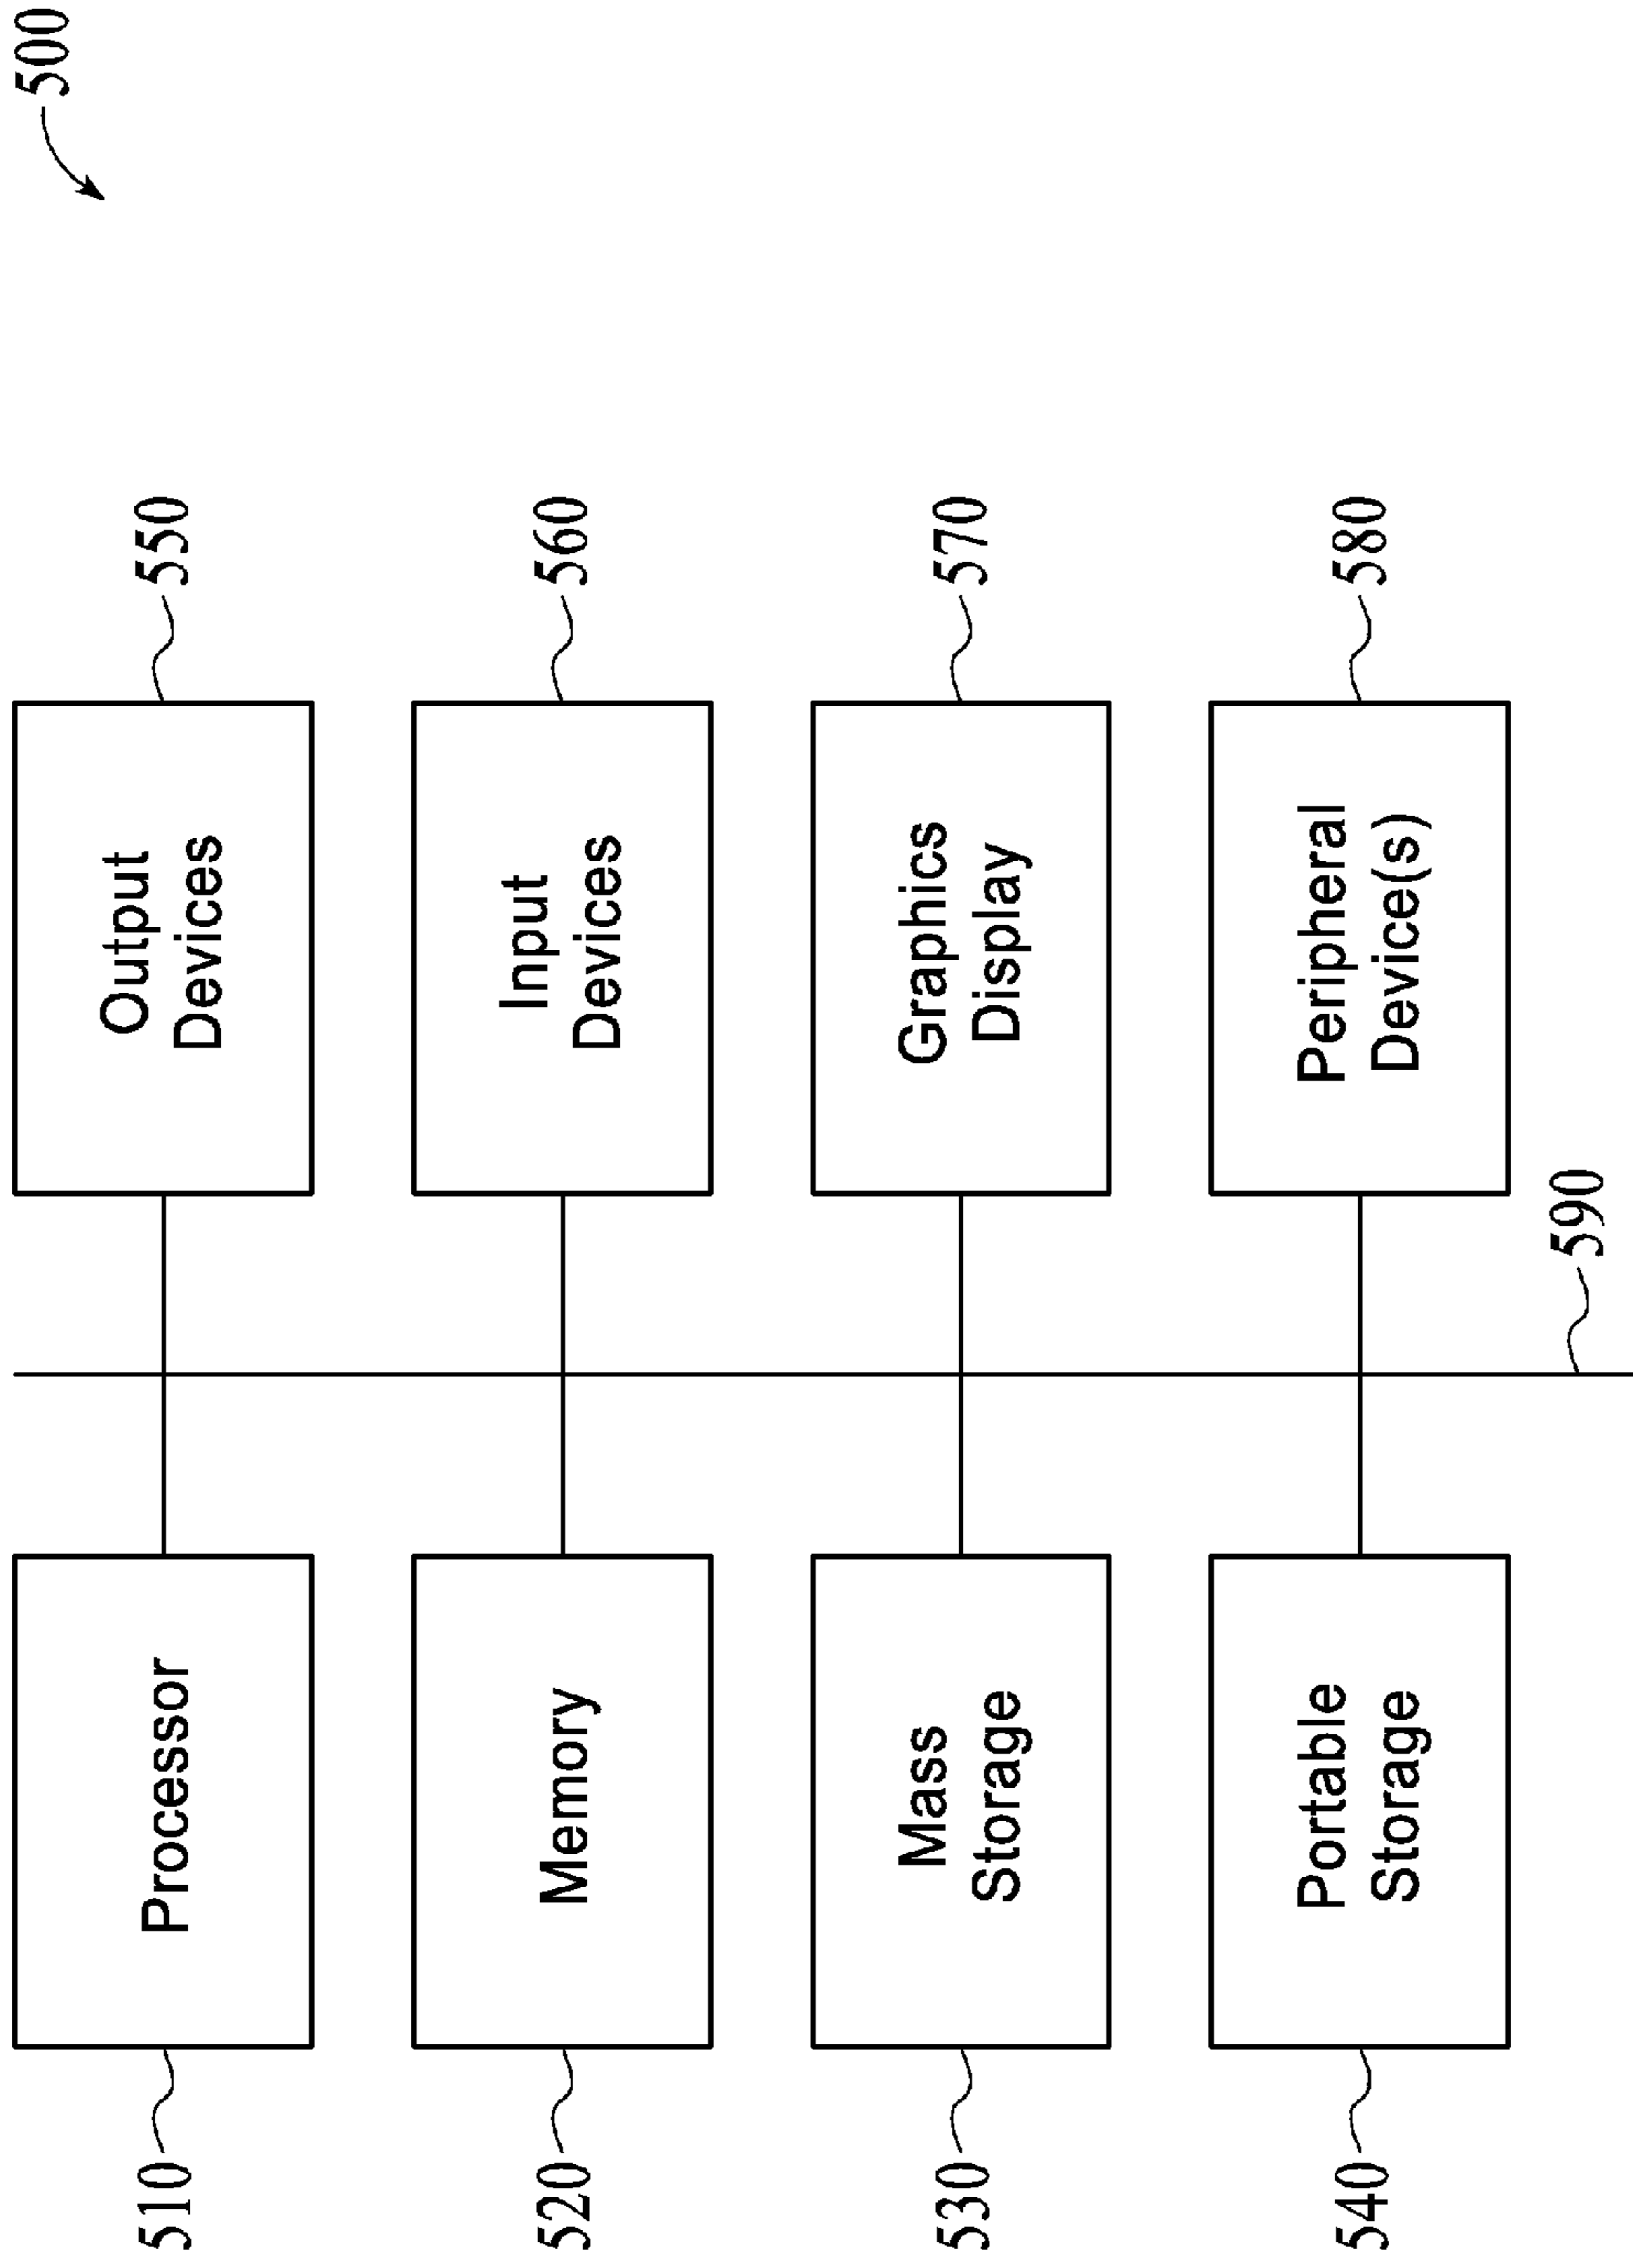 500
510
Processor
Output
Devices
550
520
Memory
Input
Devices
560
530
Mass
Storage
Graphics
Display
570
540
Portable
Storage
Peripheral
Device(s)
580
590